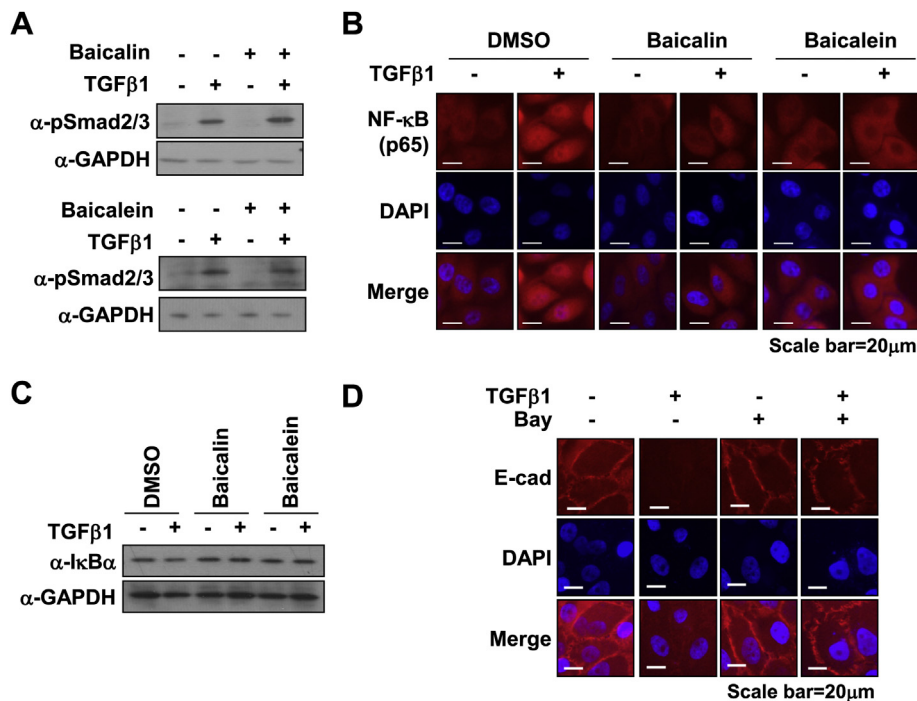 A
Baicalin - - + +
TGFβ1 - + - +
α-pSmad2/3
α-GAPDH
Baicalein - - + +
TGFβ1 - + - +
α-pSmad2/3
α-GAPDH
B
DMSO Baicalin Baicalein
TGFβ1 - + - + - +
NF-κB
(p65)
DAPI
Merge
Scale bar=20μm
C
DMSO Baicalin Baicalein
TGFβ1 - + - + - +
α-IκBα
α-GAPDH
D
TGFβ1 - + - +
Bay - - + +
E-cad
DAPI
Merge
Scale bar=20μm